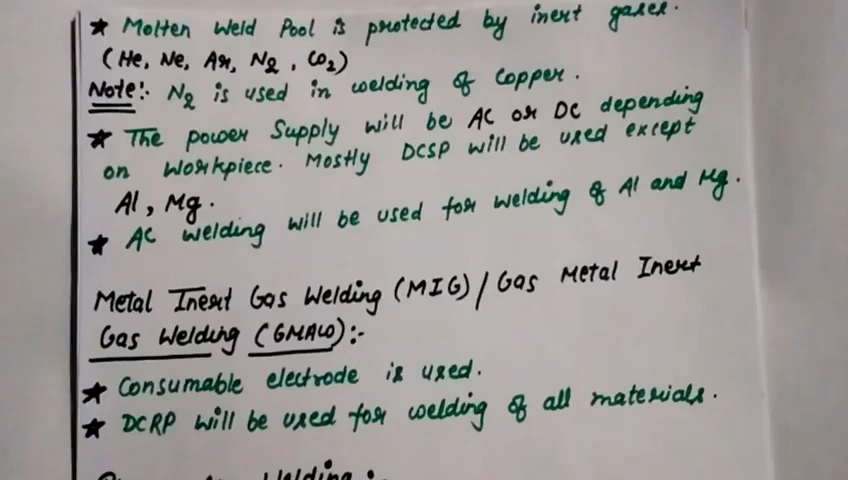 ★ Molten Weld Pool is protected by inert gases.
(He, Ne, Ar, N2, CO2)
Note:- N2 is used in welding of Copper.
★ The power Supply will be AC or DC depending
on Workpiece. Mostly DCSP will be used except
Al, Mg.
★ AC welding will be used for welding of Al and Mg.
Metal Inert Gas Welding (MIG) / Gas Metal Inert
Gas Welding (GMAW):-
★ Consumable electrode is used.
★ DCRP will be used for welding of all materials.
Welding: